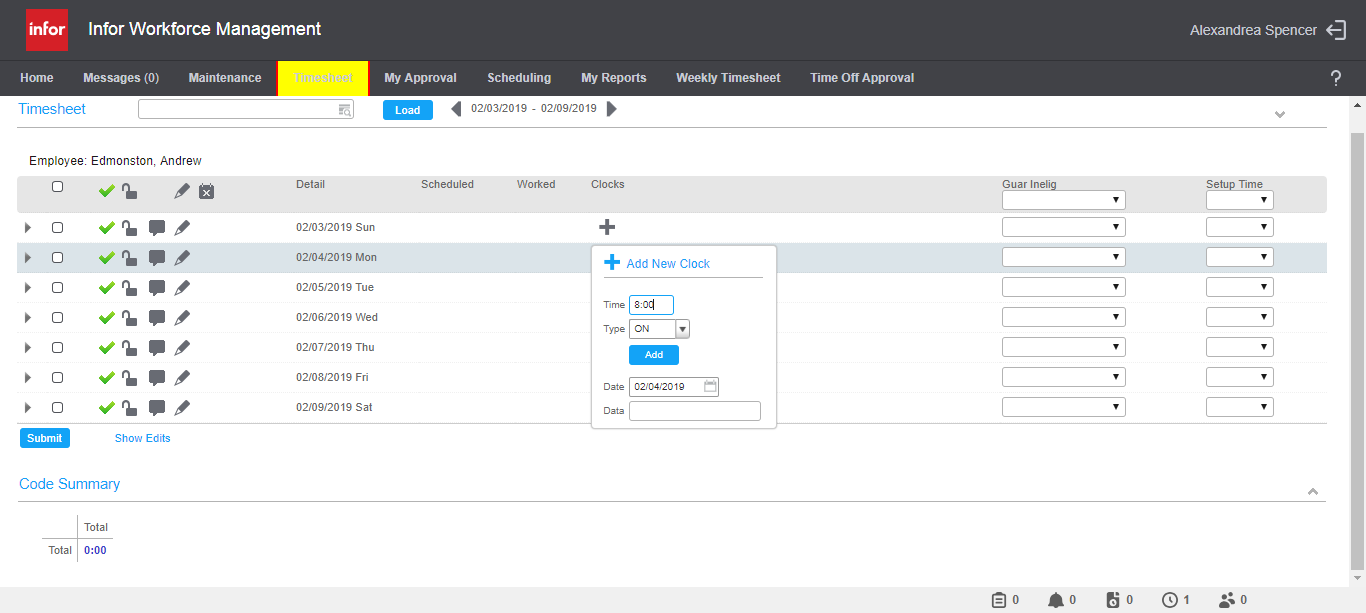 infor Infor Workforce Management Alexandrea Spencer
Home Messages (0) Maintenance Timesheet My Approval Scheduling My Reports Weekly Timesheet Time Off Approval ?
Timesheet Load 02/03/2019 - 02/09/2019
Employee: Edmonston, Andrew
Detail Scheduled Worked Clocks Guar Inelig Setup Time
02/03/2019 Sun
02/04/2019 Mon
Add New Clock
02/05/2019 Tue
Time 8:00
02/06/2019 Wed
Type ON
02/07/2019 Thu
Add
02/08/2019 Fri
Date 02/04/2019
02/09/2019 Sat
Data
Submit Show Edits
Code Summary
Total
Total 0:00
0 0 0 1 0